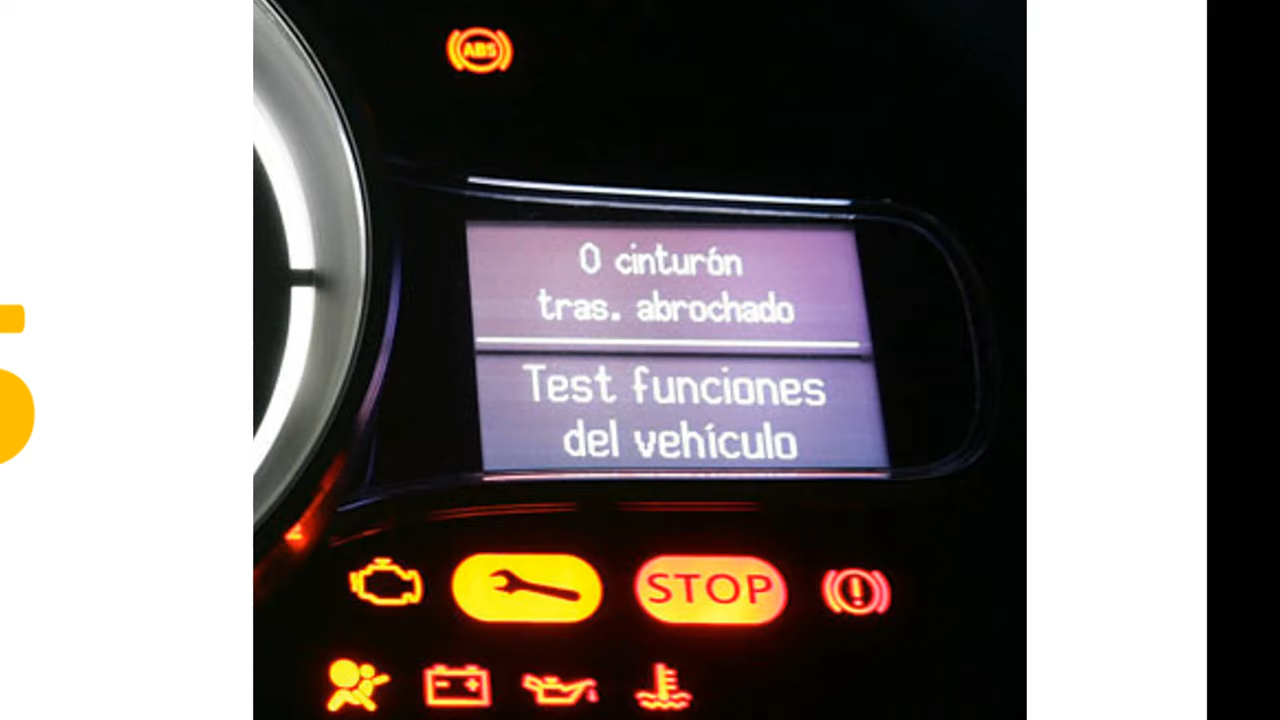 ABS
0 cinturón
tras. abrochado
Test funciones
del vehículo
STOP